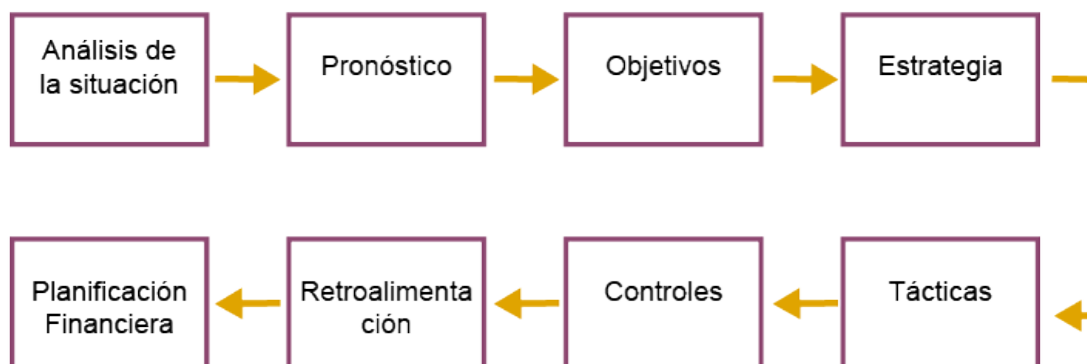 Análisis de
la situación
Pronóstico
Objetivos
Estrategia
Planificación
Financiera
Retroalimenta
ción
Controles
Tácticas